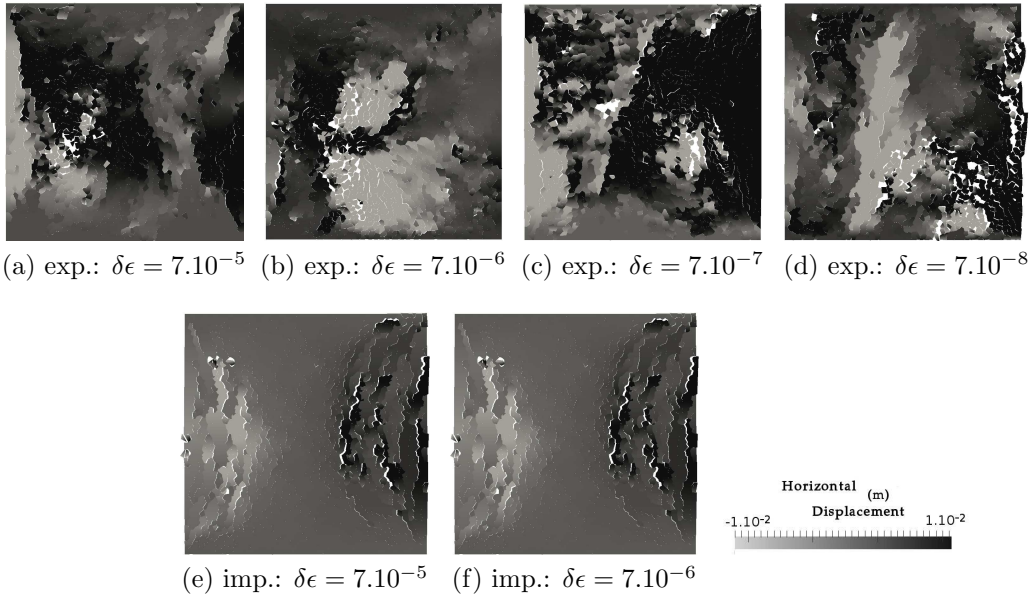 (a) exp.: δϵ = 7.10⁻⁵ (b) exp.: δϵ = 7.10⁻⁶ (c) exp.: δϵ = 7.10⁻⁷ (d) exp.: δϵ = 7.10⁻⁸
Horizontal (m)
Displacement
-1.10⁻² 1.10⁻²
(e) imp.: δϵ = 7.10⁻⁵ (f) imp.: δϵ = 7.10⁻⁶